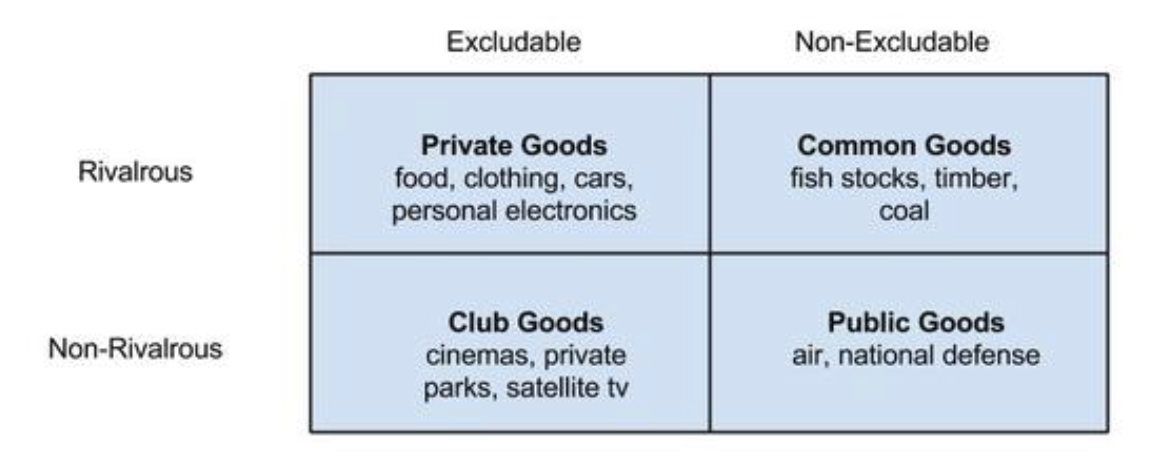 Excludable
Non-Excludable
Rivalrous
Private Goods
food, clothing, cars,
personal electronics
Common Goods
fish stocks, timber,
coal
Non-Rivalrous
Club Goods
cinemas, private
parks, satellite tv
Public Goods
air, national defense